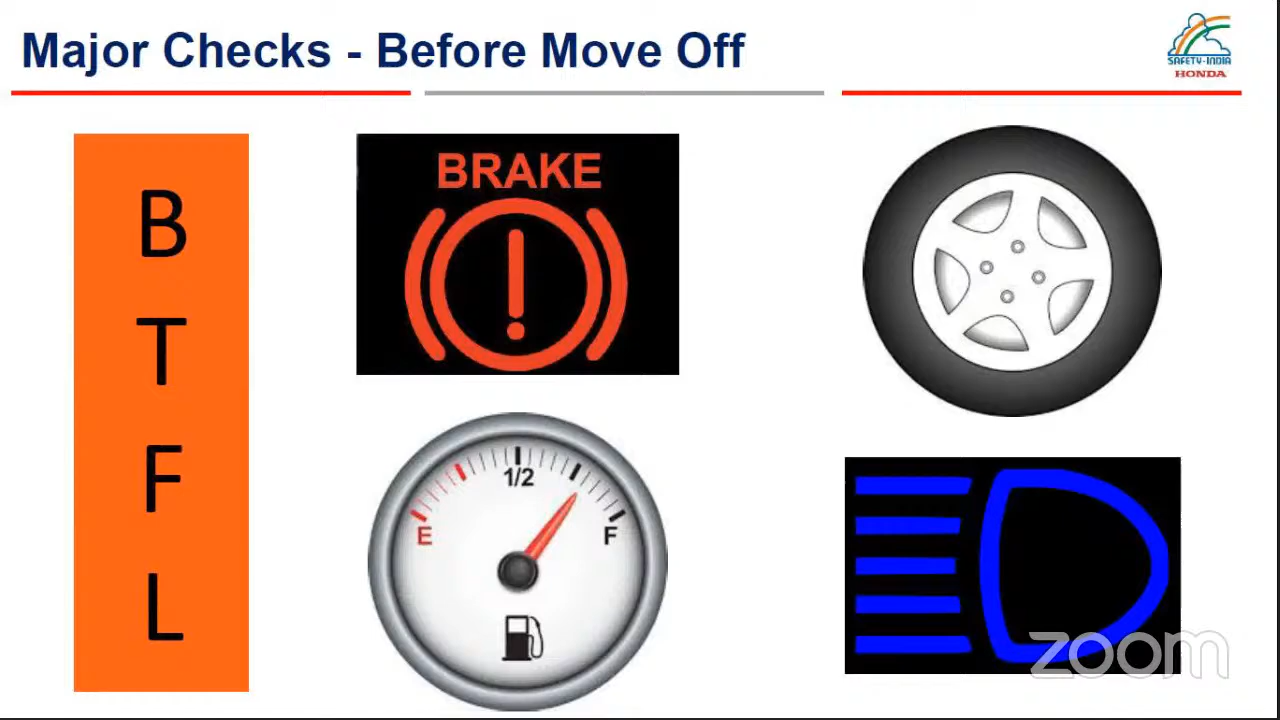 Major Checks - Before Move Off
SAFETY-INDIA
HONDA
B
T
F
L
BRAKE
1/2
E
F
zoom